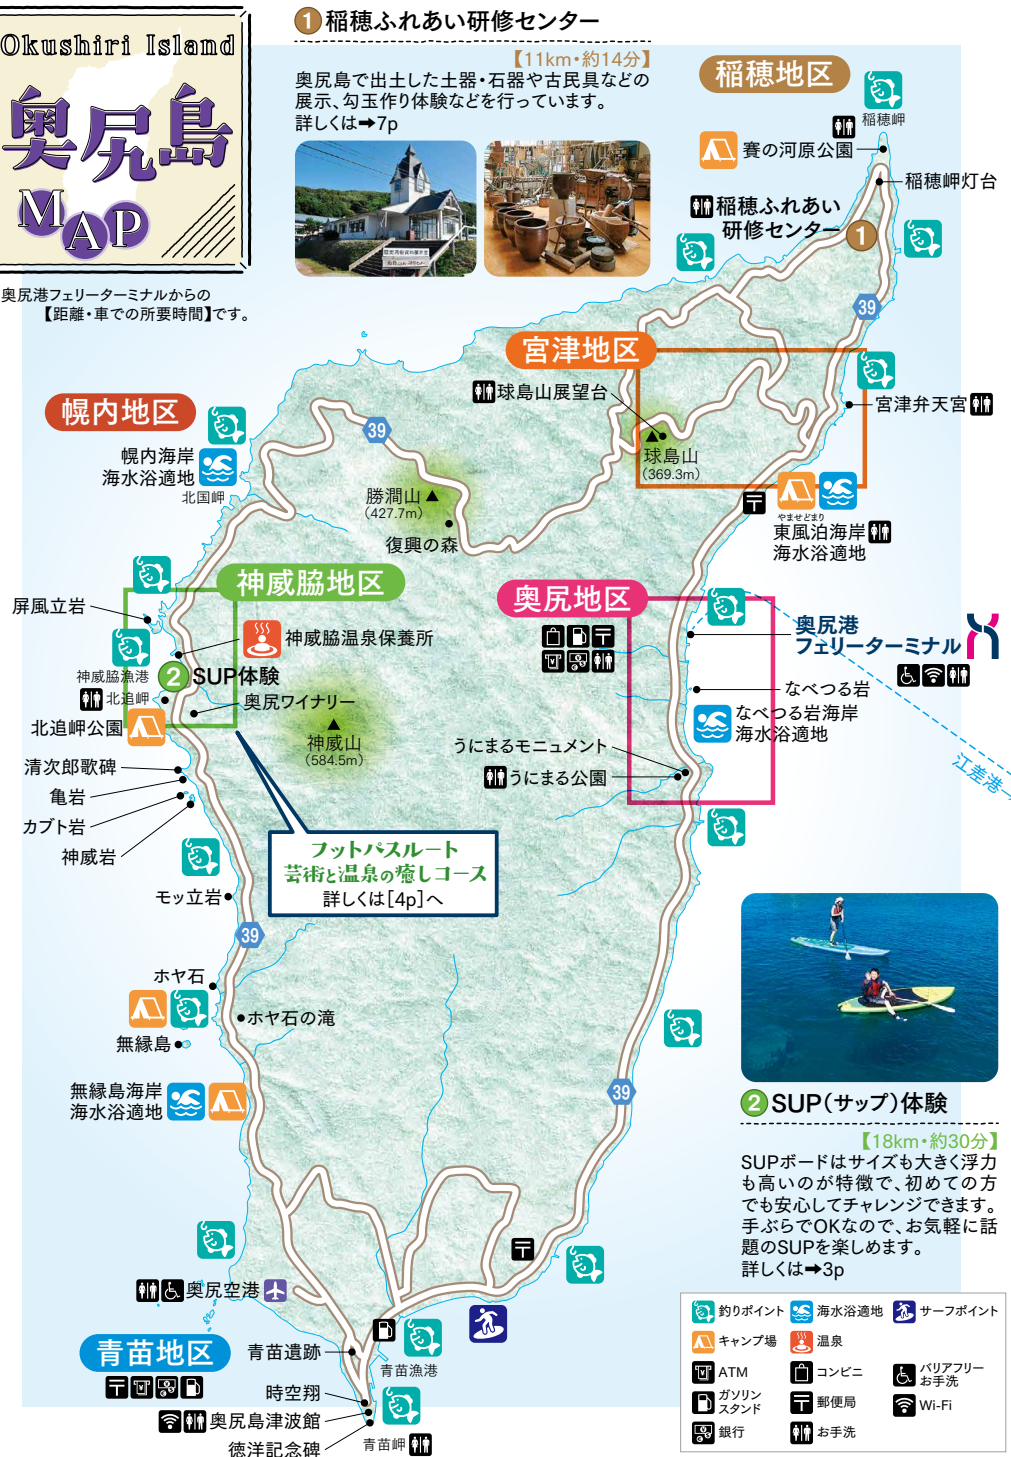 Okushiri Island
奥尻島
MAP
奥尻港フェリーターミナルからの
【距離・車での所要時間】です。
1 稲穂ふれあい研修センター
【11km・約14分】
奥尻島で出土した土器・石器や古民具などの
展示、勾玉作り体験などを行っています。
詳しくは➡7p
稲穂地区
稲穂岬
賽の河原公園
稲穂岬灯台
稲穂ふれあい
研修センター
1
39
宮津地区
球島山展望台
球島山
(369.3m)
宮津弁天宮
やませどまり
東風泊海岸
海水浴適地
幌内地区
幌内海岸
海水浴適地
北国岬
39
勝澗山
(427.7m)
復興の森
神威脇地区
屏風立岩
神威脇温泉保養所
神威脇漁港
2 SUP体験
北追岬
奥尻ワイナリー
北追岬公園
神威山
(584.5m)
清次郎歌碑
亀岩
カブト岩
神威岩
フットパスルート
芸術と温泉の癒しコース
詳しくは[4p]へ
奥尻地区
奥尻港
フェリーターミナル
なべつる岩
なべつる岩海岸
海水浴適地
うにまるモニュメント
うにまる公園
江差港→
モッ立岩
39
ホヤ石
ホヤ石の滝
無縁島
無縁島海岸
海水浴適地
39
2 SUP(サップ)体験
【18km・約30分】
SUPボードはサイズも大きく浮力
も高いのが特徴で、初めての方
でも安心してチャレンジできます。
手ぶらでOKなので、お気軽に話
題のSUPを楽しめます。
詳しくは➡3p
奥尻空港
青苗地区
青苗遺跡
青苗漁港
時空翔
奥尻島津波館
徳洋記念碑
青苗岬
釣りポイント
海水浴適地
サーフポイント
キャンプ場
温泉
ATM
コンビニ
バリアフリー
お手洗
ガソリン
スタンド
郵便局
Wi-Fi
銀行
お手洗